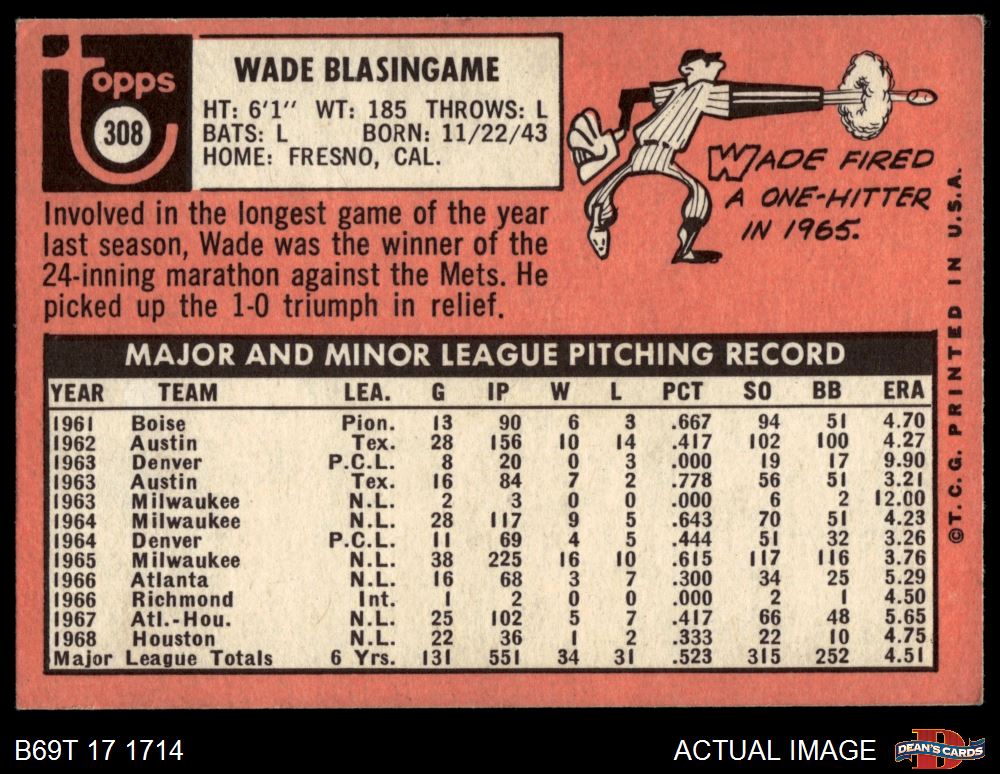 topps
308
WADE BLASINGAME
HT: 6'1" WT: 185 THROWS: L
BATS: L BORN: 11/22/43
HOME: FRESNO, CAL.
WADE FIRED
A ONE-HITTER
IN 1965.
Involved in the longest game of the year
last season, Wade was the winner of the
24-inning marathon against the Mets. He
picked up the 1-0 triumph in relief.
MAJOR AND MINOR LEAGUE PITCHING RECORD
YEAR TEAM LEA. G IP W L PCT SO BB ERA
1961 Boise Pion. 13 90 6 3 .667 94 51 4.70
1962 Austin Tex. 28 156 10 14 .417 102 100 4.27
1963 Denver P.C.L. 8 20 0 3 .000 19 17 9.90
1963 Austin Tex. 16 84 7 2 .778 56 51 3.21
1963 Milwaukee N.L. 2 3 0 0 .000 6 2 12.00
1964 Milwaukee N.L. 28 117 9 5 .643 70 51 4.23
1964 Denver P.C.L. 11 69 4 5 .444 51 32 3.26
1965 Milwaukee N.L. 38 225 16 10 .615 117 116 3.76
1966 Atlanta N.L. 16 68 3 7 .300 34 25 5.29
1966 Richmond Int. 1 2 0 0 .000 2 1 4.50
1967 Atl.-Hou. N.L. 25 102 5 7 .417 66 48 5.65
1968 Houston N.L. 22 36 1 2 .333 22 10 4.75
Major League Totals 6 Yrs. 131 551 34 31 .523 315 252 4.51
©T.C.G. PRINTED IN U.S.A.
B69T 17 1714
ACTUAL IMAGE
D
DEAN'S CARDS